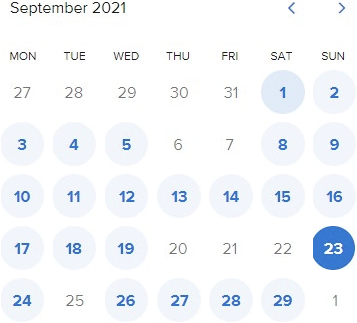 September 2021
MON TUE WED THU FRI SAT SUN
27 28 29 30 31 1 2
3 4 5 6 7 8 9
10 11 12 13 14 15 16
17 18 19 20 21 22 23
24 25 26 27 28 29 1